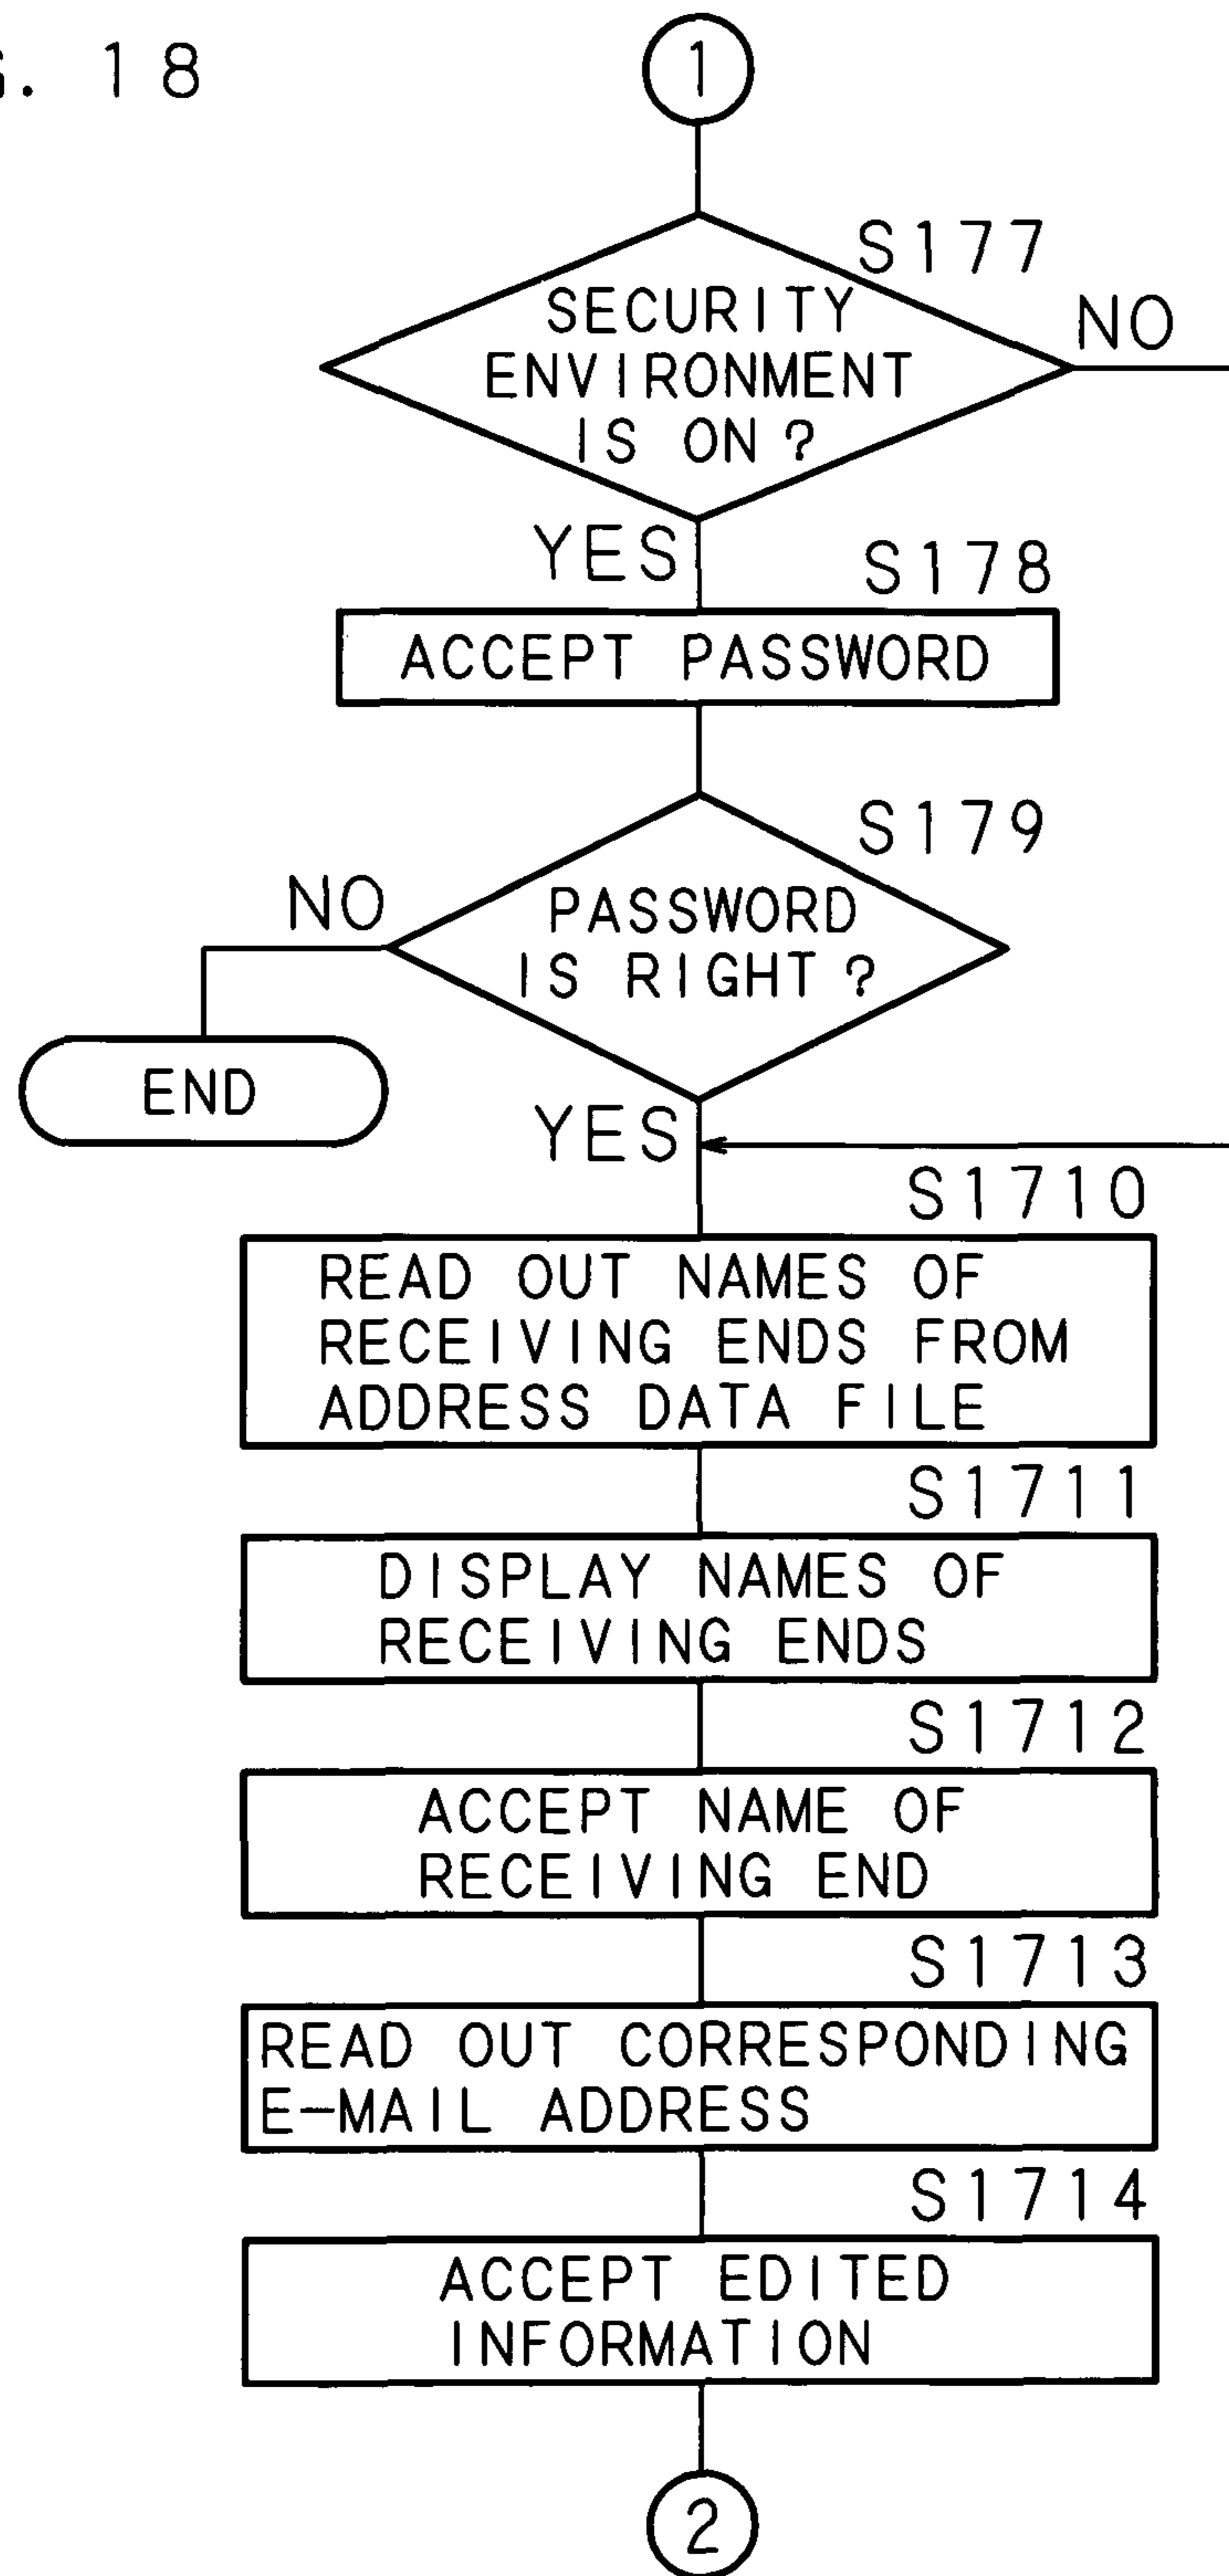 G. 18
1
S177
SECURITY
ENVIRONMENT
IS ON?
NO
YES
S178
ACCEPT PASSWORD
S179
NO
PASSWORD
IS RIGHT?
END
YES
S1710
READ OUT NAMES OF
RECEIVING ENDS FROM
ADDRESS DATA FILE
S1711
DISPLAY NAMES OF
RECEIVING ENDS
S1712
ACCEPT NAME OF
RECEIVING END
S1713
READ OUT CORRESPONDING
E-MAIL ADDRESS
S1714
ACCEPT EDITED
INFORMATION
2